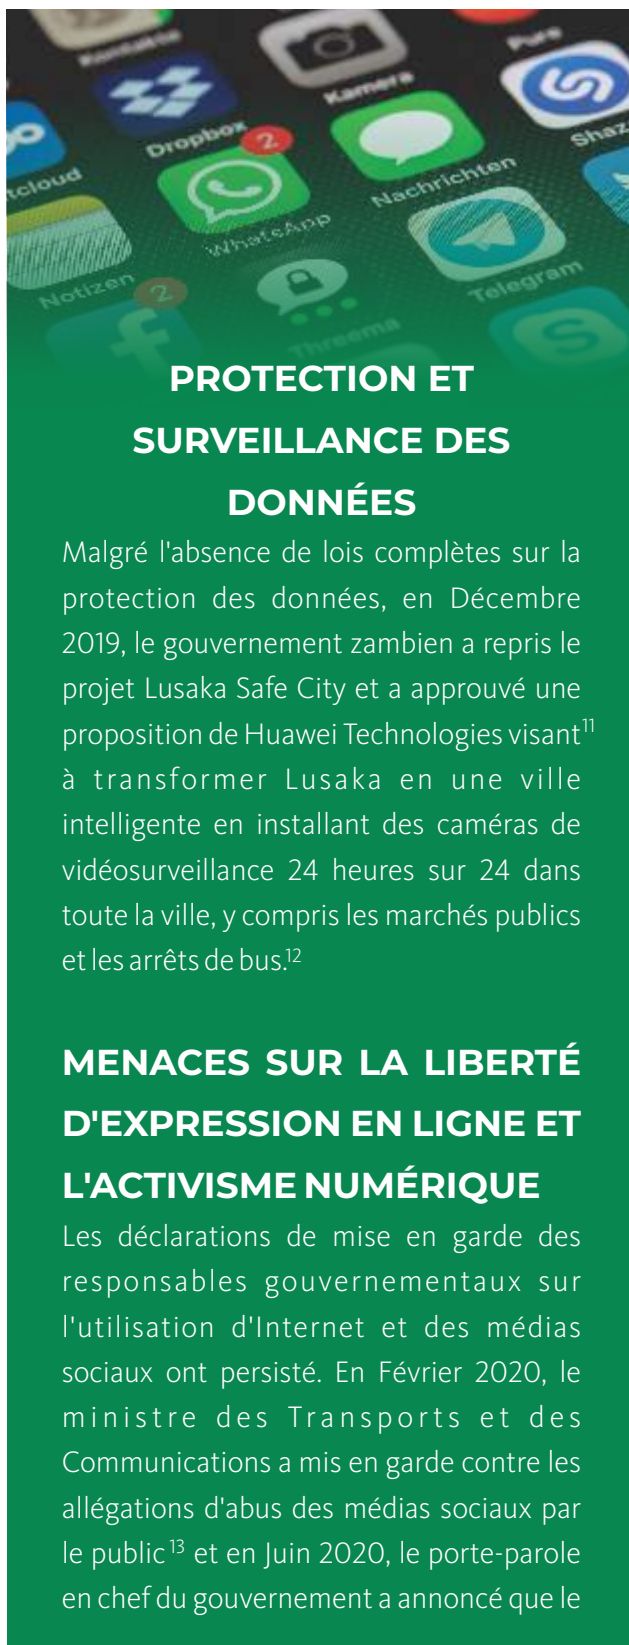 Kontakte
Kamera
Pure
Dropbox
2
Shaz
tcloud
WhatsApp
Nachrichten
Notizen
2
Threema
Telegram
PROTECTION ET
SURVEILLANCE DES
DONNÉES
Malgré l'absence de lois complètes sur la
protection des données, en Décembre
2019, le gouvernement zambien a repris le
projet Lusaka Safe City et a approuvé une
proposition de Huawei Technologies visant11
à transformer Lusaka en une ville
intelligente en installant des caméras de
vidéosurveillance 24 heures sur 24 dans
toute la ville, y compris les marchés publics
et les arrêts de bus.12
MENACES SUR LA LIBERTÉ
D'EXPRESSION EN LIGNE ET
L'ACTIVISME NUMÉRIQUE
Les déclarations de mise en garde des
responsables gouvernementaux sur
l'utilisation d'Internet et des médias
sociaux ont persisté. En Février 2020, le
ministre des Transports et des
Communications a mis en garde contre les
allégations d'abus des médias sociaux par
le public 13 et en Juin 2020, le porte-parole
en chef du gouvernement a annoncé que le